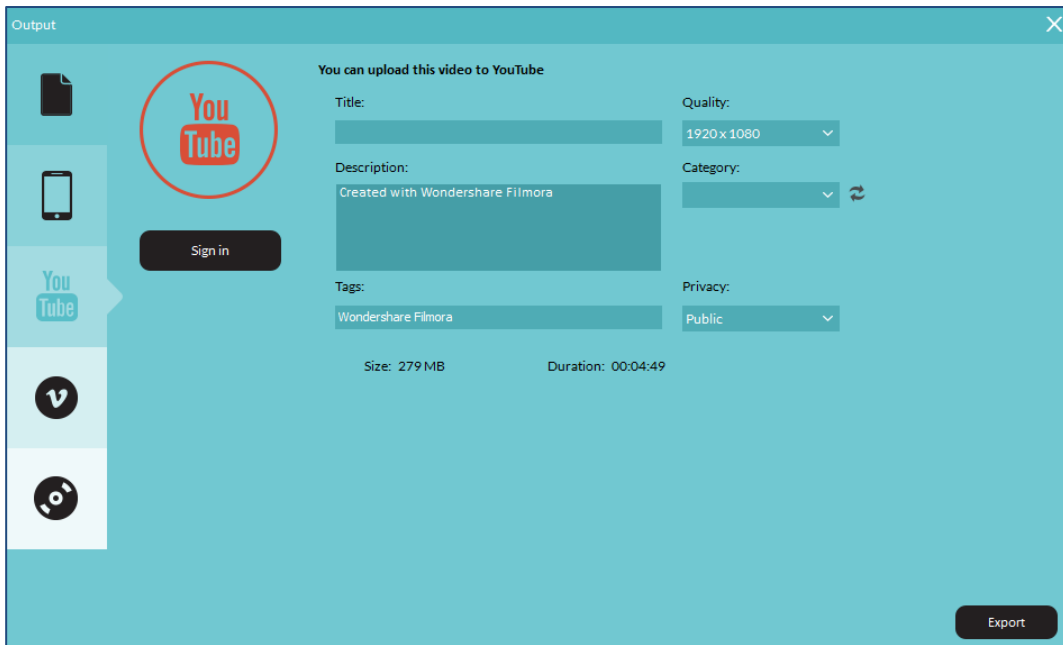 Output
You can upload this video to YouTube
You
Tube
Title:
Quality:
1920 x 1080
Description:
Category:
Created with Wondershare Filmora
Sign in
You
Tube
Tags:
Privacy:
Wondershare Filmora
Public
Size: 279 MB
Duration: 00:04:49
Export